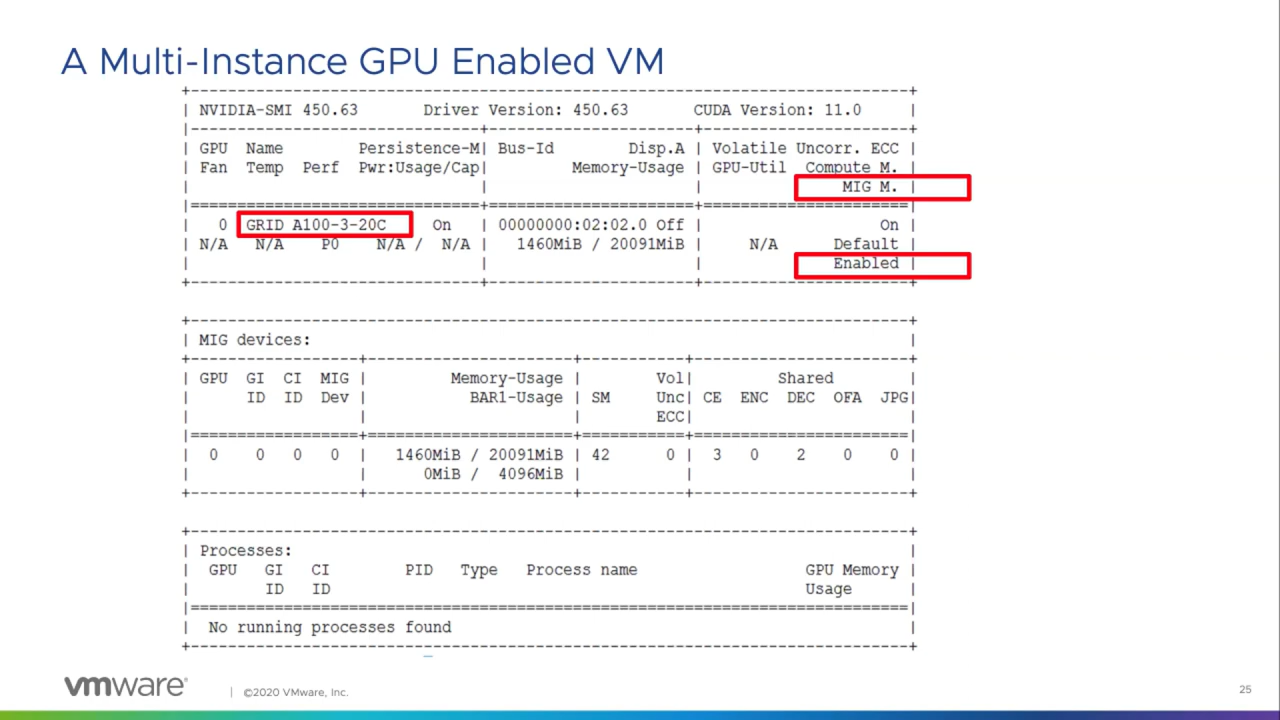 A Multi-Instance GPU Enabled VM
+-----------------------------------------------------------------------------+
| NVIDIA-SMI 450.63       Driver Version: 450.63       CUDA Version: 11.0     |
|-------------------------------+----------------------+----------------------+
| GPU  Name        Persistence-M| Bus-Id        Disp.A | Volatile Uncorr. ECC |
| Fan  Temp  Perf  Pwr:Usage/Cap|         Memory-Usage | GPU-Util  Compute M. |
|                               |                      |               MIG M. |
|===============================+======================+======================|
|   0  GRID A100-3-20C     On   | 00000000:02:02.0 Off |                   On |
| N/A   N/A    P0    N/A /  N/A |   1460MiB / 20091MiB |     N/A      Default |
|                               |                      |              Enabled |
+-------------------------------+----------------------+----------------------+
+-----------------------------------------------------------------------------+
| MIG devices:                                                                |
+------------------+----------------------+-----------+-----------------------+
| GPU  GI  CI  MIG |         Memory-Usage |        Vol|         Shared        |
|      ID  ID  Dev |           BAR1-Usage | SM     Unc| CE  ENC  DEC  OFA  JPG|
|                  |                      |        ECC|                       |
|==================+======================+===========+=======================|
|  0    0   0   0  |   1460MiB / 20091MiB | 42      0 |  3   0    2    0    0 |
|                  |      0MiB /  4096MiB |           |                       |
+------------------+----------------------+-----------+-----------------------+
+-----------------------------------------------------------------------------+
| Processes:                                                                  |
|  GPU   GI   CI        PID   Type   Process name                  GPU Memory |
|        ID   ID                                                   Usage      |
|=============================================================================|
|  No running processes found                                                 |
+-----------------------------------------------------------------------------+
vmware® | ©2020 VMware, Inc. 25